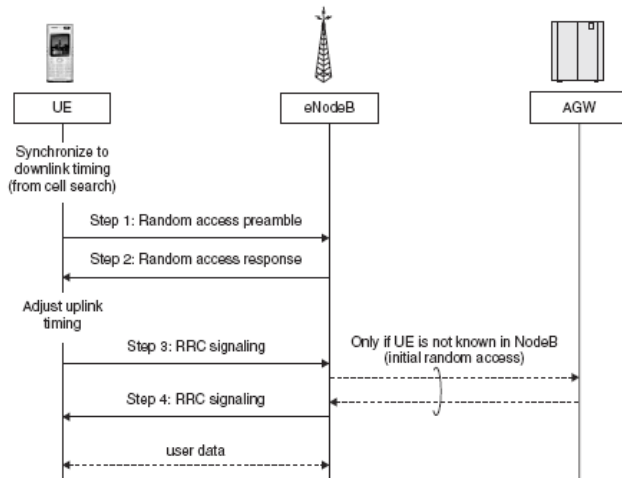 UE
eNodeB
AGW
Synchronize to
downlink timing
(from cell search)
Step 1: Random access preamble
Step 2: Random access response
Adjust uplink
timing
Step 3: RRC signaling
Only if UE is not known in NodeB
(initial random access)
Step 4: RRC signaling
user data